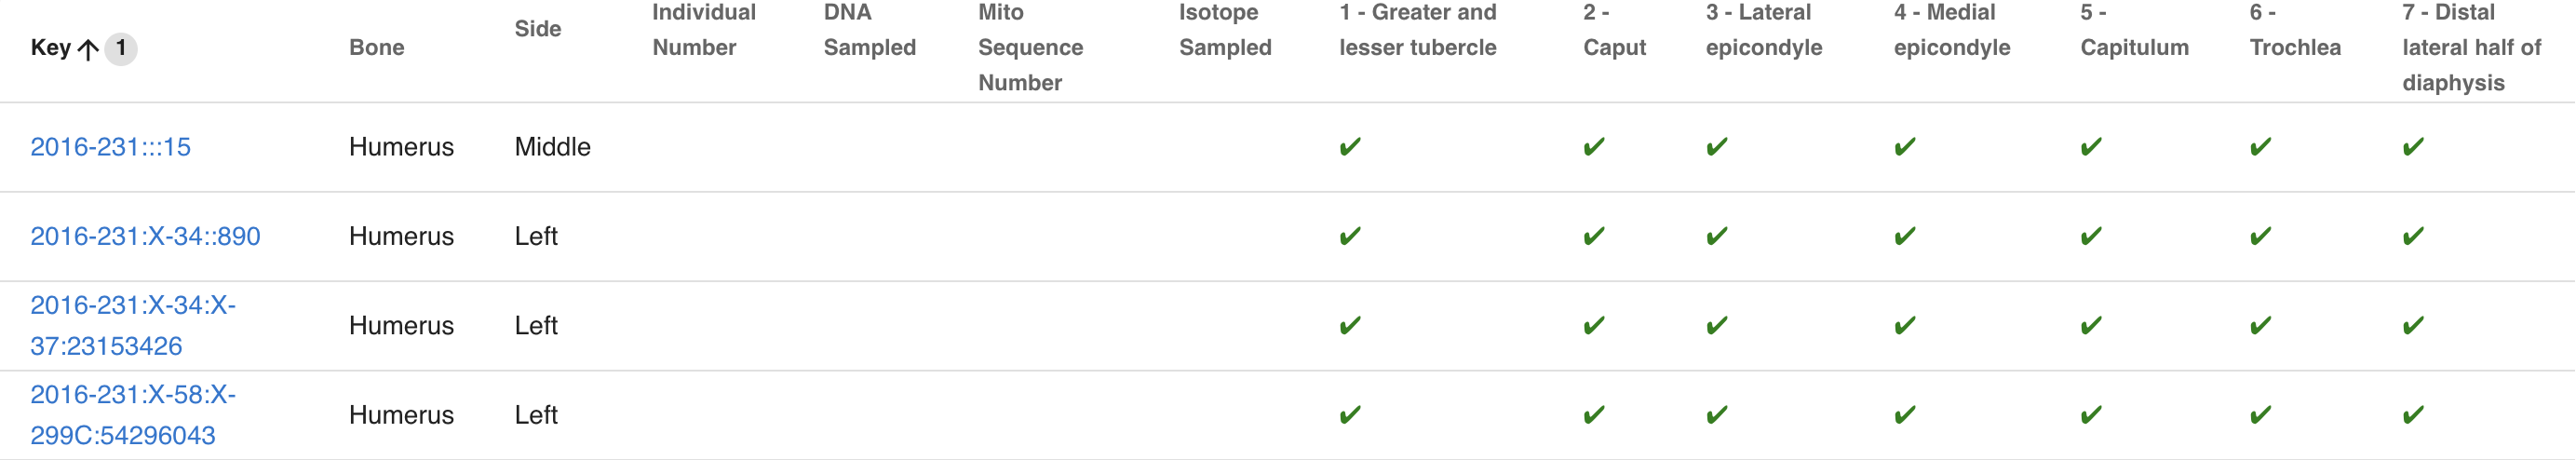 Key ↑ 1 Bone Side Individual Number DNA Sampled Mito Sequence Number Isotope Sampled 1 - Greater and lesser tubercle 2 - Caput 3 - Lateral epicondyle 4 - Medial epicondyle 5 - Capitulum 6 - Trochlea 7 - Distal lateral half of diaphysis
2016-231:::15 Humerus Middle ✔ ✔ ✔ ✔ ✔ ✔ ✔
2016-231:X-34::890 Humerus Left ✔ ✔ ✔ ✔ ✔ ✔ ✔
2016-231:X-34:X-
37:23153426 Humerus Left ✔ ✔ ✔ ✔ ✔ ✔ ✔
2016-231:X-58:X-
299C:54296043 Humerus Left ✔ ✔ ✔ ✔ ✔ ✔ ✔